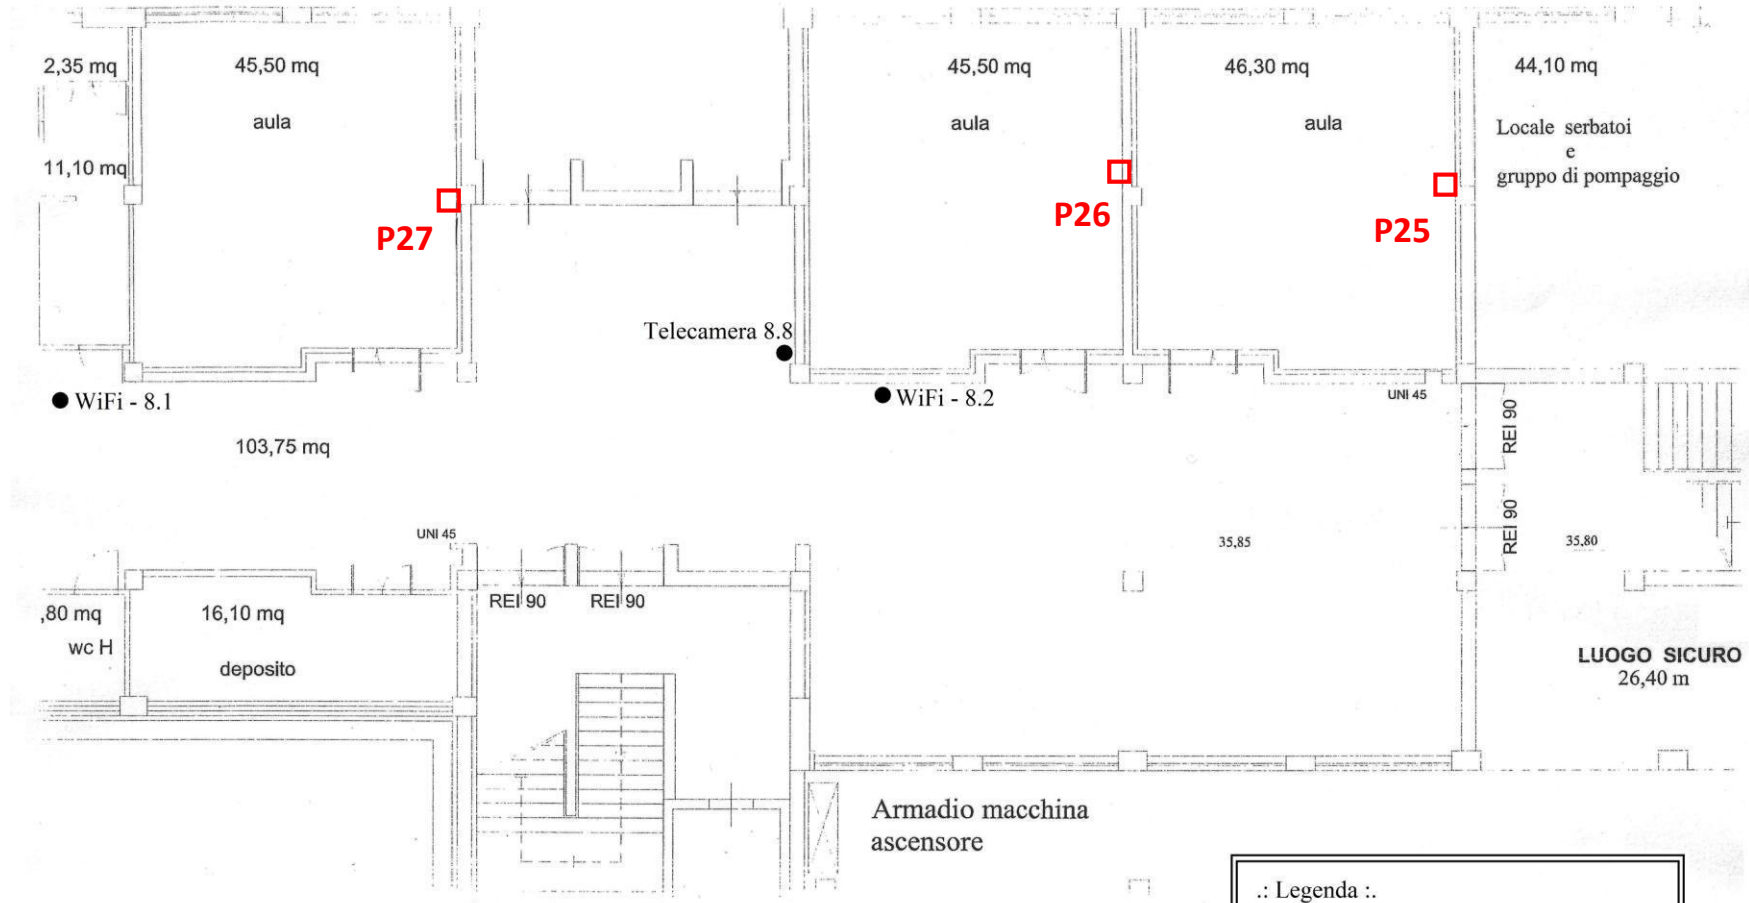 2,35 mq
45,50 mq
45,50 mq
46,30 mq
44,10 mq
aula
aula
aula
Locale serbatoi
e
gruppo di pompaggio
11,10 mq
P27
P26
P25
Telecamera 8.8
WiFi - 8.1
WiFi - 8.2
UNI 45
REI 90
103,75 mq
UNI 45
REI 90
35,85
35,80
REI 90
REI 90
,80 mq
16,10 mq
wc H
deposito
LUOGO SICURO
26,40 m
Armadio macchina
ascensore
.: Legenda :.